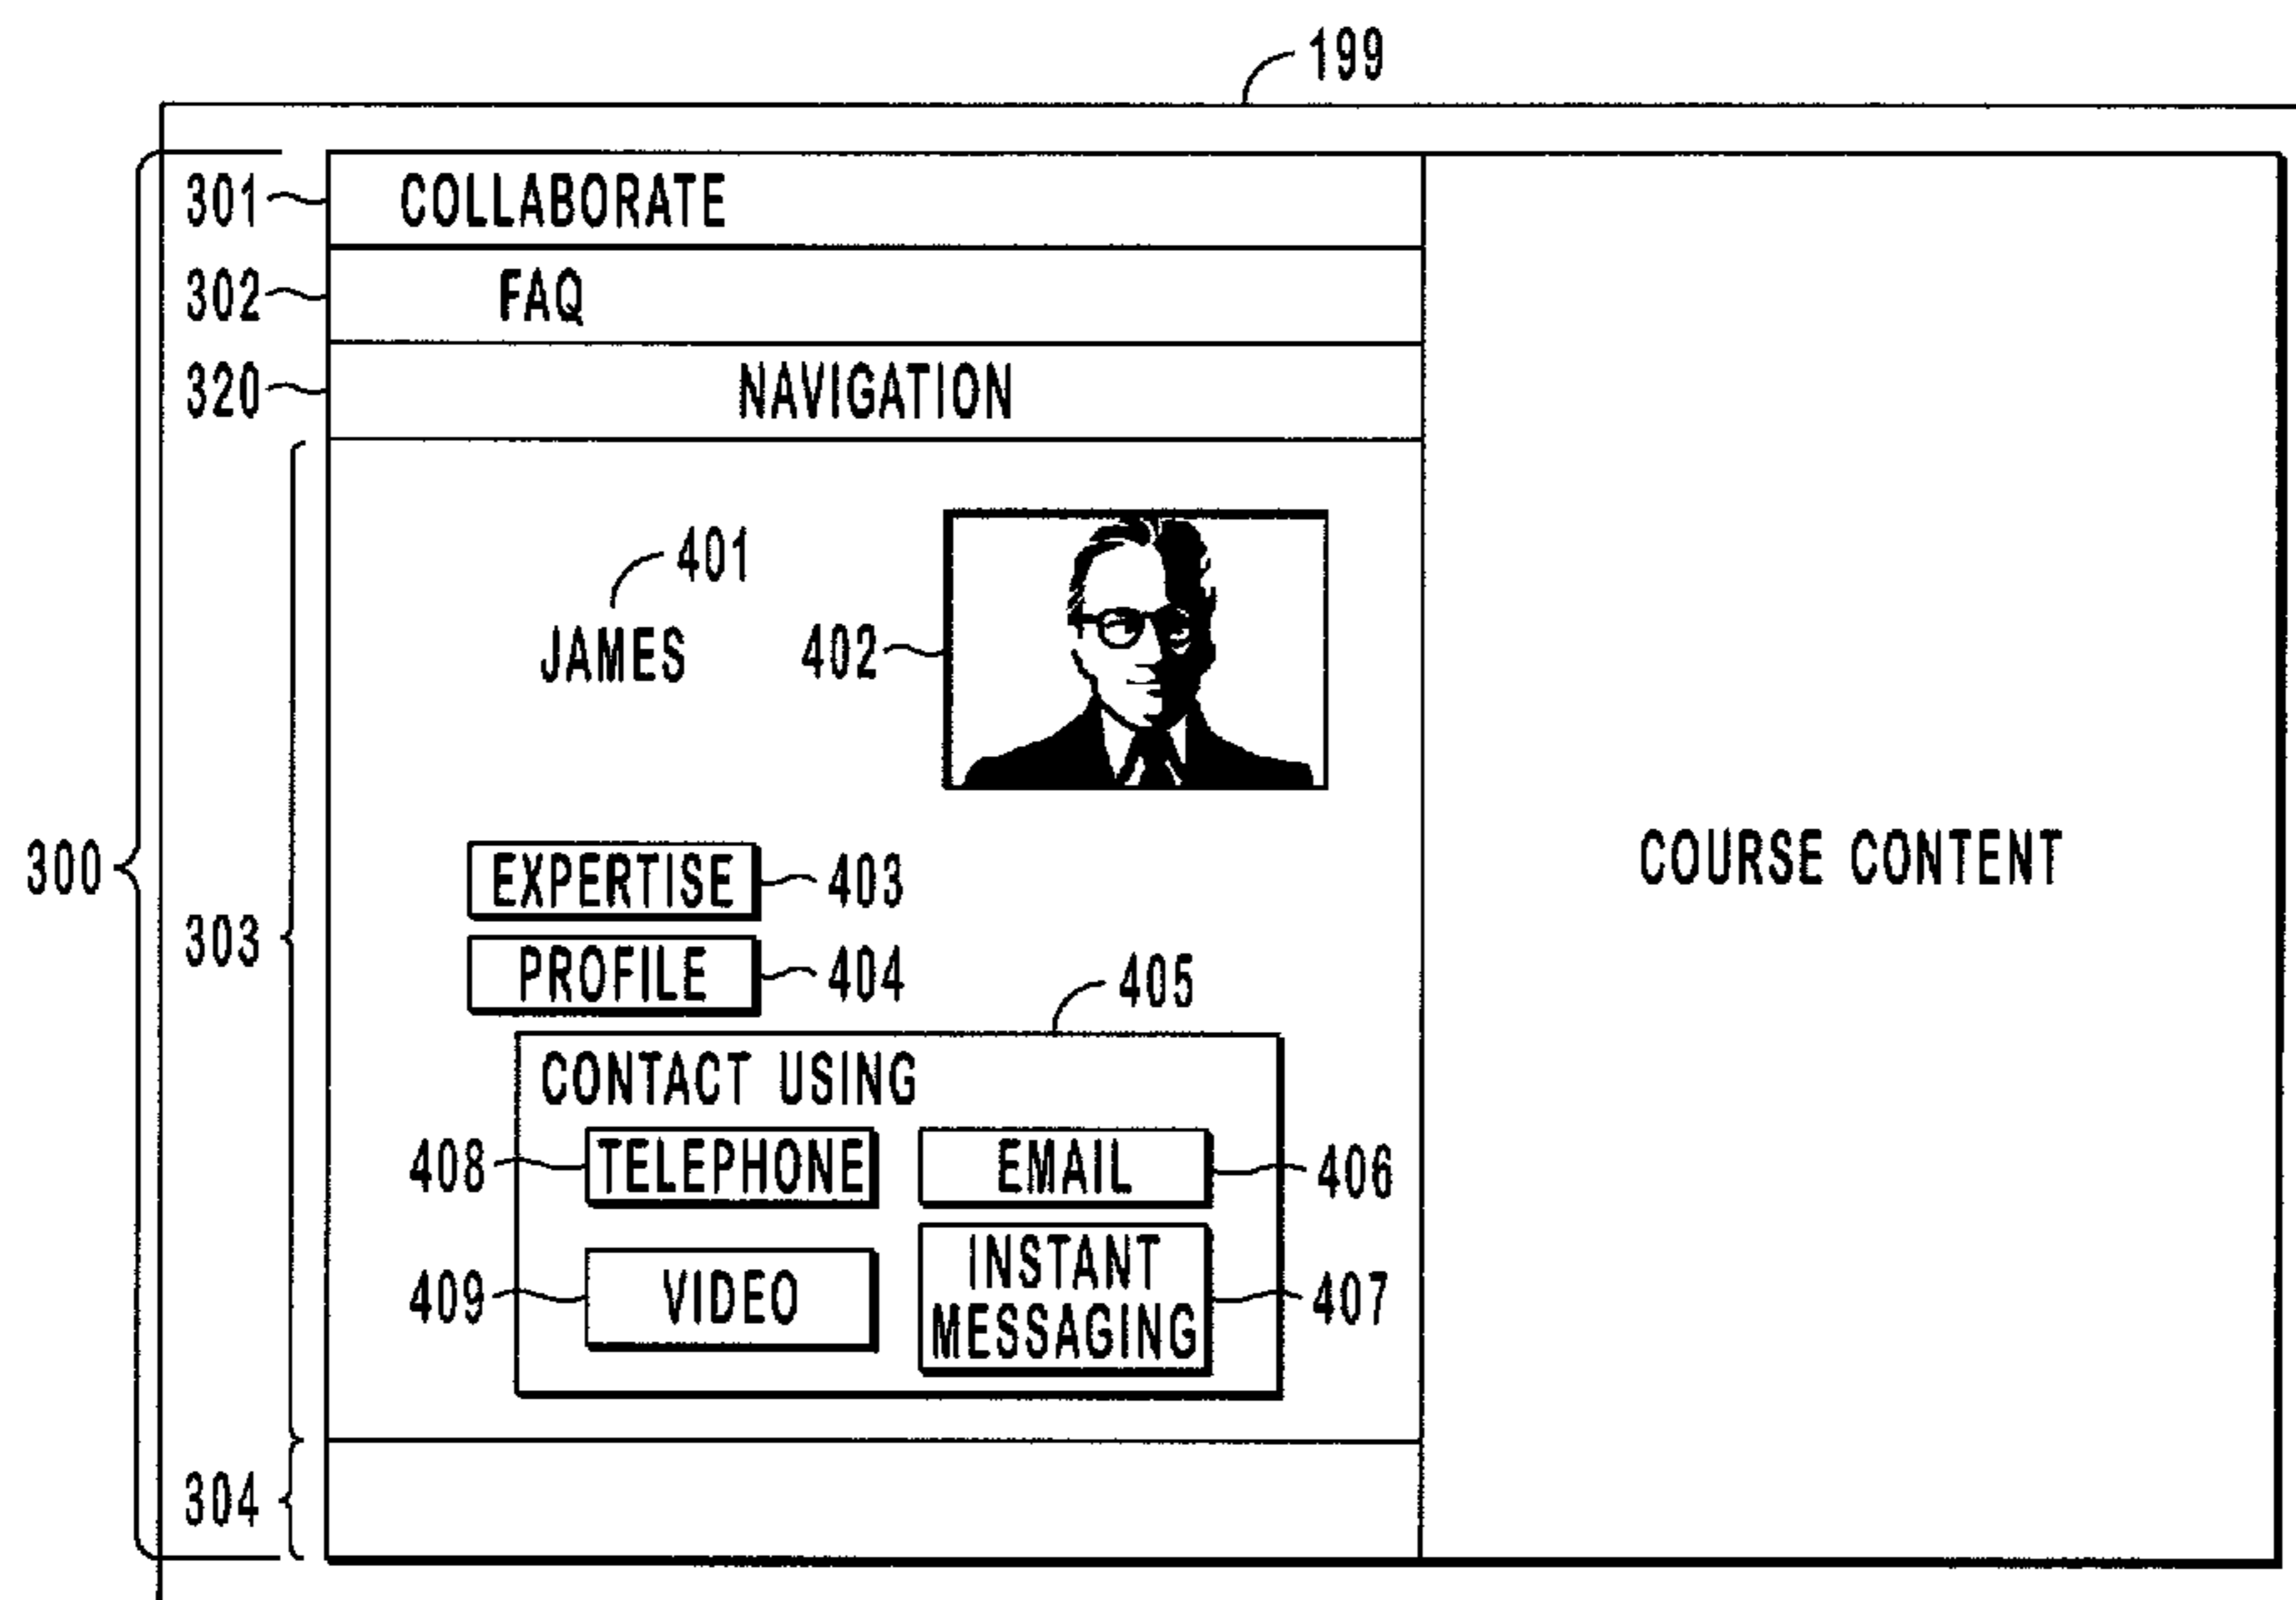 199
301 COLLABORATE
302 FAQ
320 NAVIGATION
401
JAMES 402
300
303
EXPERTISE 403
PROFILE 404
405
CONTACT USING
408 TELEPHONE EMAIL 406
409 VIDEO INSTANT
MESSAGING 407
304
COURSE CONTENT